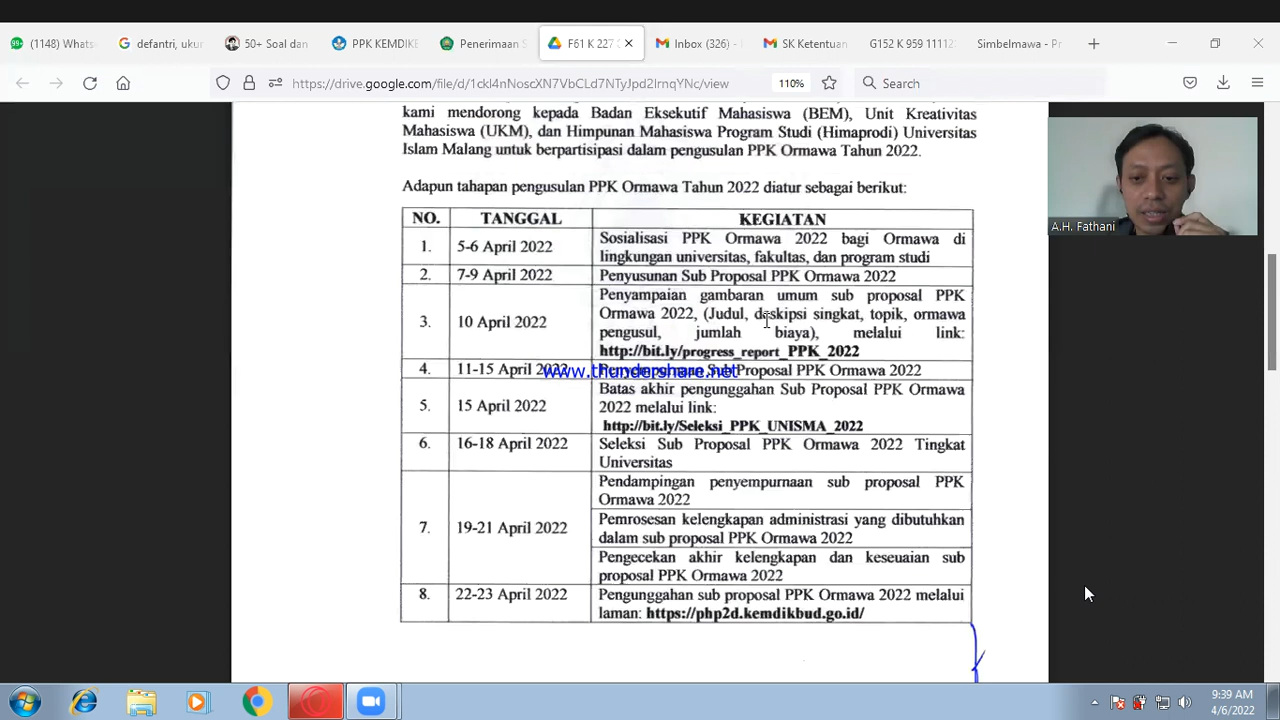 (1148) Whats
defantri, ukur
50+ Soal dan
PPK KEMDIKE
Penerimaan S
F61 K 227 S
Inbox (326) -
SK Ketentuan
G152 K 959 11112
Simbelmawa - Pr
https://drive.google.com/file/d/1ckl4nNoscXN7VbCLd7NTyJpd2lrnqYNc/view
110%
Search
kami mendorong kepada Badan Eksekutif Mahasiswa (BEM), Unit Kreativitas
Mahasiswa (UKM), dan Himpunan Mahasiswa Program Studi (Himaprodi) Universitas
Islam Malang untuk berpartisipasi dalam pengusulan PPK Ormawa Tahun 2022.
Adapun tahapan pengusulan PPK Ormawa Tahun 2022 diatur sebagai berikut:
NO. TANGGAL KEGIATAN
1. 5-6 April 2022 Sosialisasi PPK Ormawa 2022 bagi Ormawa di
lingkungan universitas, fakultas, dan program studi
2. 7-9 April 2022 Penyusunan Sub Proposal PPK Ormawa 2022
3. 10 April 2022 Penyampaian gambaran umum sub proposal PPK
Ormawa 2022, (Judul, deskipsi singkat, topik, ormawa
pengusul, jumlah biaya), melalui link:
http://bit.ly/progress_report_PPK_2022
4. 11-15 April 2022 Sub Proposal PPK Ormawa 2022
www.thundershare.net
5. 15 April 2022 Batas akhir pengunggahan Sub Proposal PPK Ormawa
2022 melalui link:
http://bit.ly/Seleksi_PPK_UNISMA_2022
6. 16-18 April 2022 Seleksi Sub Proposal PPK Ormawa 2022 Tingkat
Universitas
7. 19-21 April 2022 Pendampingan penyempurnaan sub proposal PPK
Ormawa 2022
Pemrosesan kelengkapan administrasi yang dibutuhkan
dalam sub proposal PPK Ormawa 2022
Pengecekan akhir kelengkapan dan keseuaian sub
proposal PPK Ormawa 2022
8. 22-23 April 2022 Pengunggahan sub proposal PPK Ormawa 2022 melalui
laman: https://php2d.kemdikbud.go.id/
A.H. Fathani
9:39 AM
4/6/2022